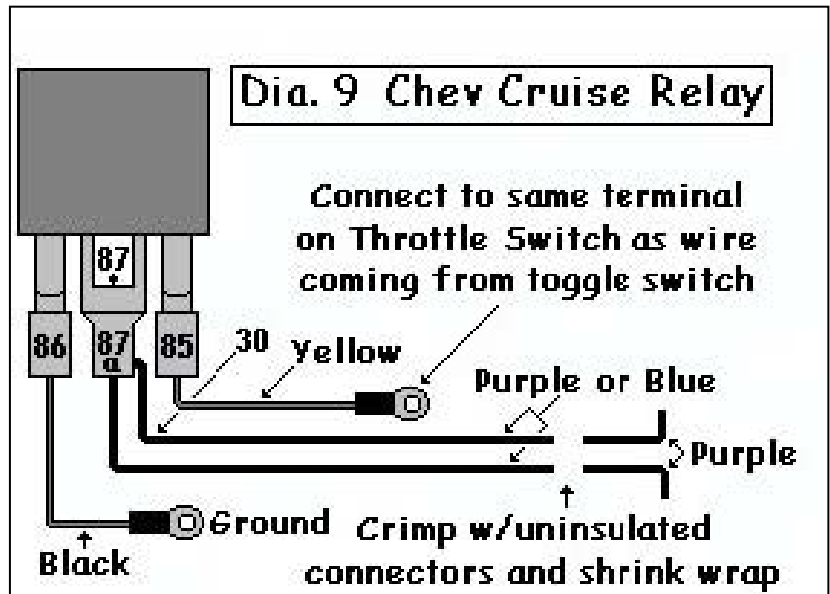 Dia. 9 Chev Cruise Relay
Connect to same terminal
on Throttle Switch as wire
coming from toggle switch
87
86
87
a
85
30
Yellow
Purple or Blue
Purple
Ground
Black
Crimp w/uninsulated
connectors and shrink wrap